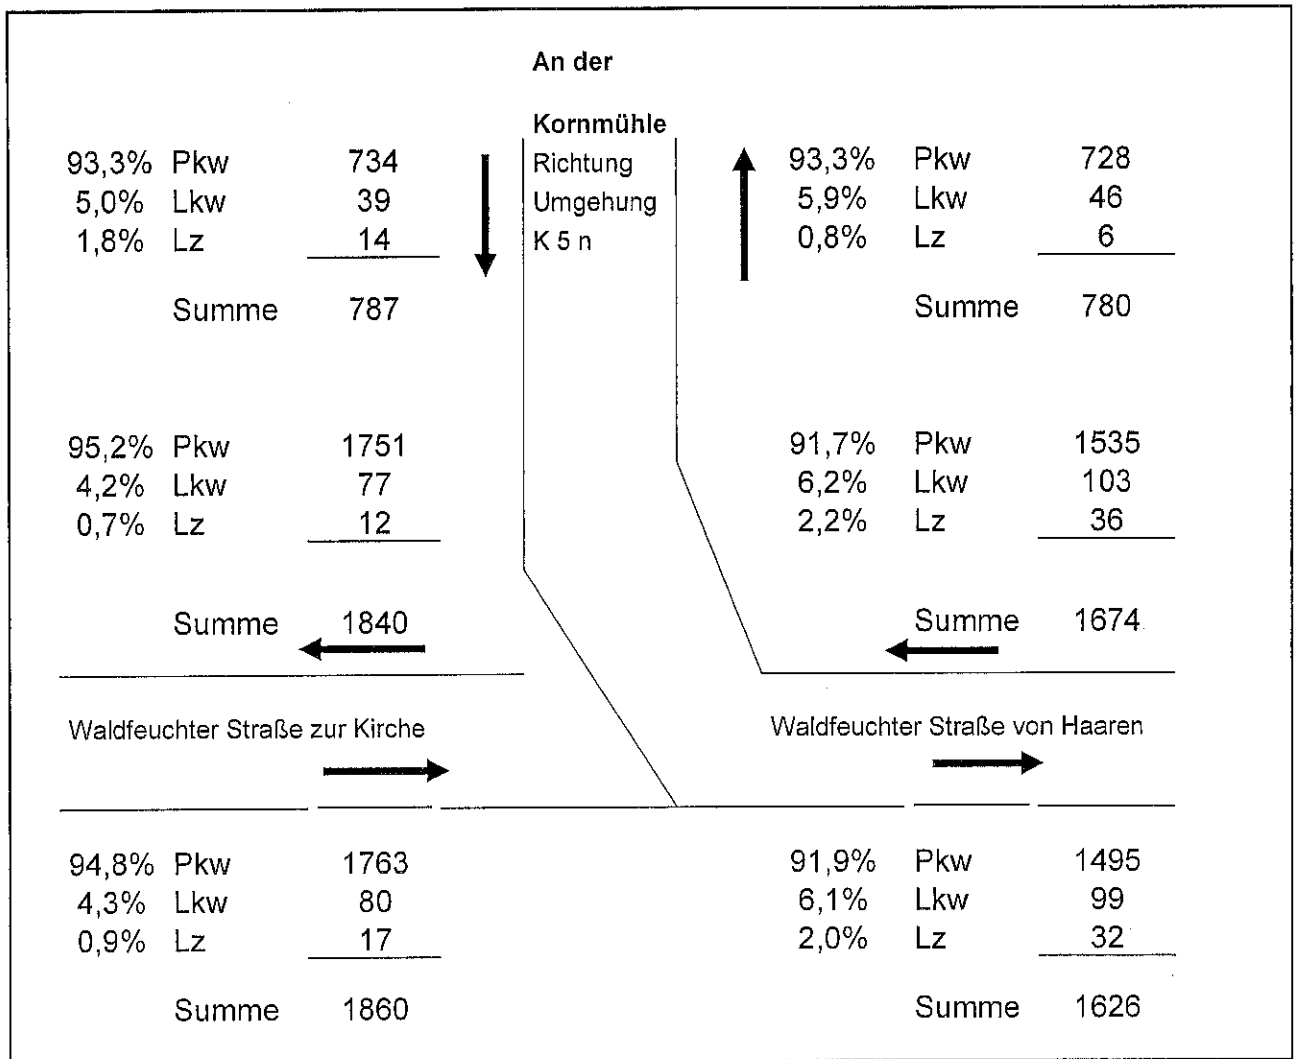 An der
Kornmühle
Richtung
Umgehung
K 5 n
93,3% Pkw 734
5,0% Lkw 39
1,8% Lz 14
Summe 787
93,3% Pkw 728
5,9% Lkw 46
0,8% Lz 6
Summe 780
95,2% Pkw 1751
4,2% Lkw 77
0,7% Lz 12
Summe 1840
91,7% Pkw 1535
6,2% Lkw 103
2,2% Lz 36
Summe 1674
Waldfeuchter Straße zur Kirche
Waldfeuchter Straße von Haaren
94,8% Pkw 1763
4,3% Lkw 80
0,9% Lz 17
Summe 1860
91,9% Pkw 1495
6,1% Lkw 99
2,0% Lz 32
Summe 1626